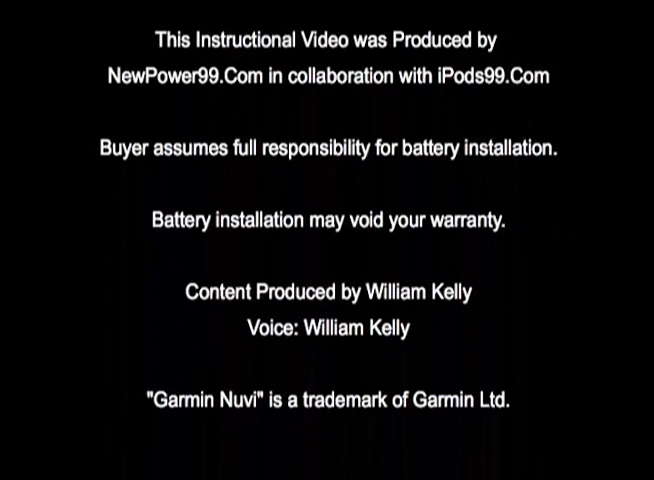 This Instructional Video was Produced by
NewPower99.Com in collaboration with iPods99.Com
Buyer assumes full responsibility for battery installation.
Battery installation may void your warranty.
Content Produced by William Kelly
Voice: William Kelly
"Garmin Nuvi" is a trademark of Garmin Ltd.